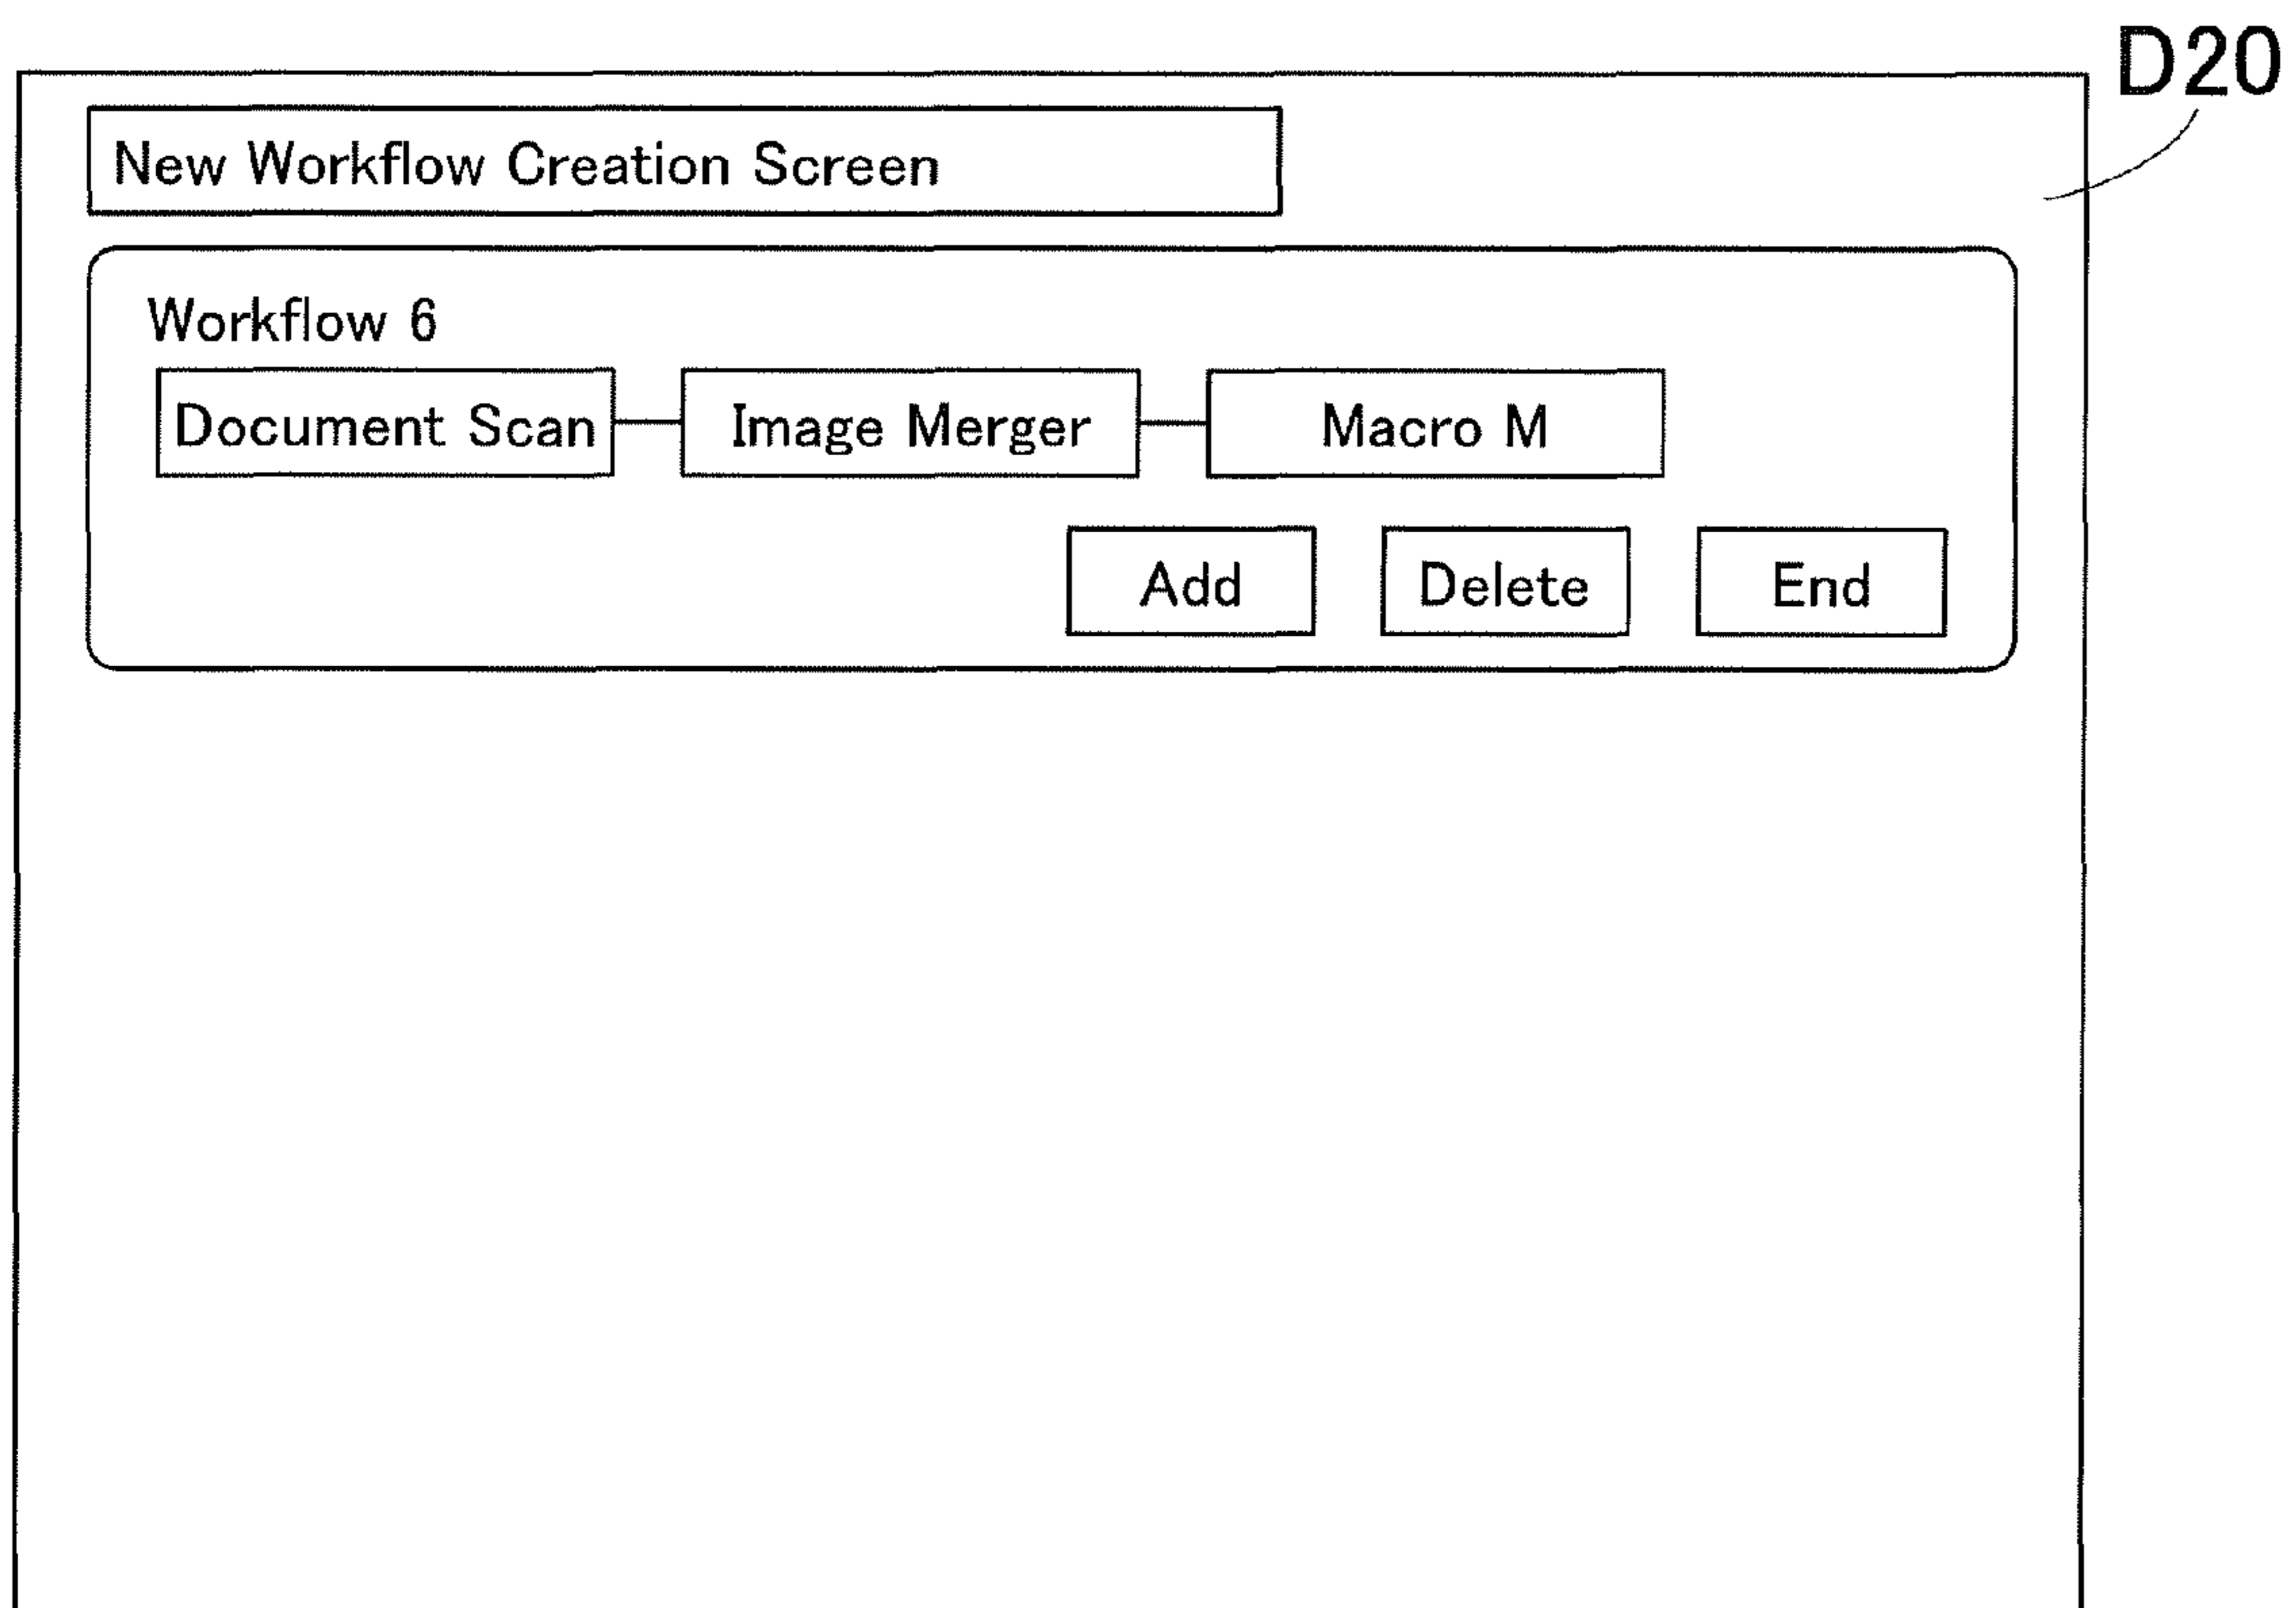 D20
New Workflow Creation Screen
Workflow 6
Document Scan Image Merger Macro M
Add Delete End